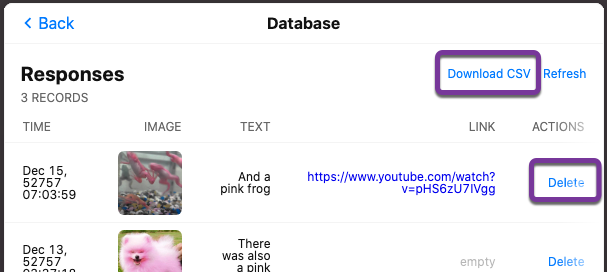 Back
Database
Responses
Download CSV
Refresh
3 RECORDS
TIME IMAGE TEXT LINK ACTIONS
Dec 15,
52757
07:03:59
And a
pink frog
https://www.youtube.com/watch?
v=pHS6zU7IVgg
Delete
Dec 13,
52757
There
was also
a pink
empty
Delete